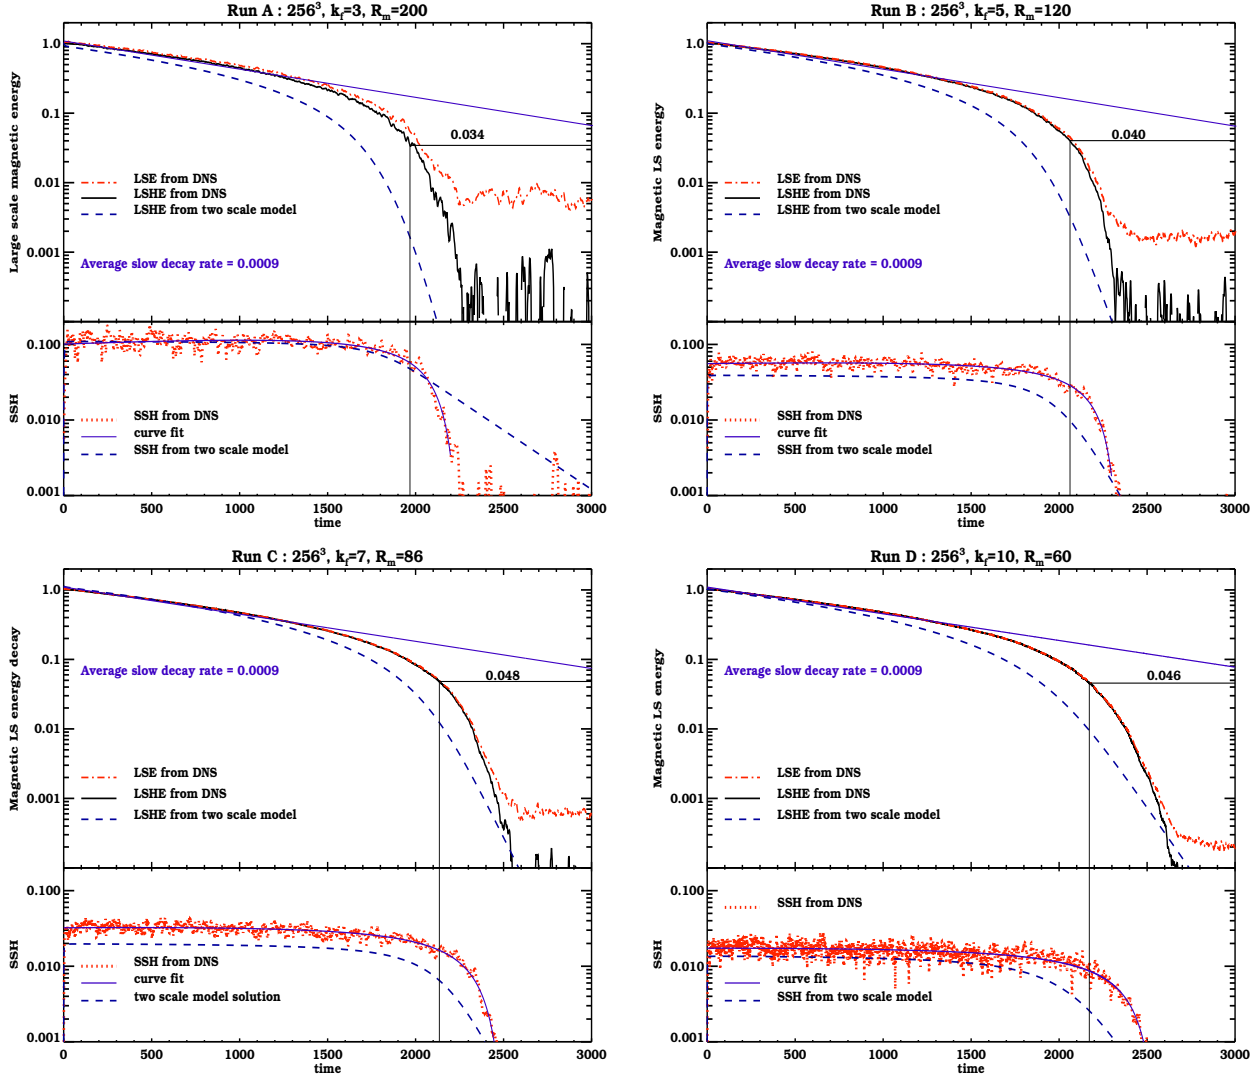 Run A : 256³, k_f=3, R_m=200
Large scale magnetic energy
1.0
0.1
0.01
0.001
0.034
LSE from DNS
LSHE from DNS
LSHE from two scale model
Average slow decay rate = 0.0009
SSH
0.100
0.010
0.001
SSH from DNS
curve fit
SSH from two scale model
0 500 1000 1500 2000 2500 3000
time
Run B : 256³, k_f=5, R_m=120
Magnetic LS energy
1.0
0.1
0.01
0.001
0.040
LSE from DNS
LSHE from DNS
LSHE from two scale model
Average slow decay rate = 0.0009
SSH
0.100
0.010
0.001
SSH from DNS
curve fit
SSH from two scale model
0 500 1000 1500 2000 2500 3000
time
Run C : 256³, k_f=7, R_m=86
Magnetic LS energy decay
1.0
0.1
0.01
0.001
Average slow decay rate = 0.0009
0.048
LSE from DNS
LSHE from DNS
LSHE from two scale model
SSH
0.100
0.010
0.001
SSH from DNS
curve fit
two scale model solution
0 500 1000 1500 2000 2500 3000
time
Run D : 256³, k_f=10, R_m=60
Magnetic LS energy
1.0
0.1
0.01
0.001
Average slow decay rate = 0.0009
0.046
LSE from DNS
LSHE from DNS
LSHE from two scale model
SSH
0.100
0.010
0.001
SSH from DNS
curve fit
SSH from two scale model
0 500 1000 1500 2000 2500 3000
time